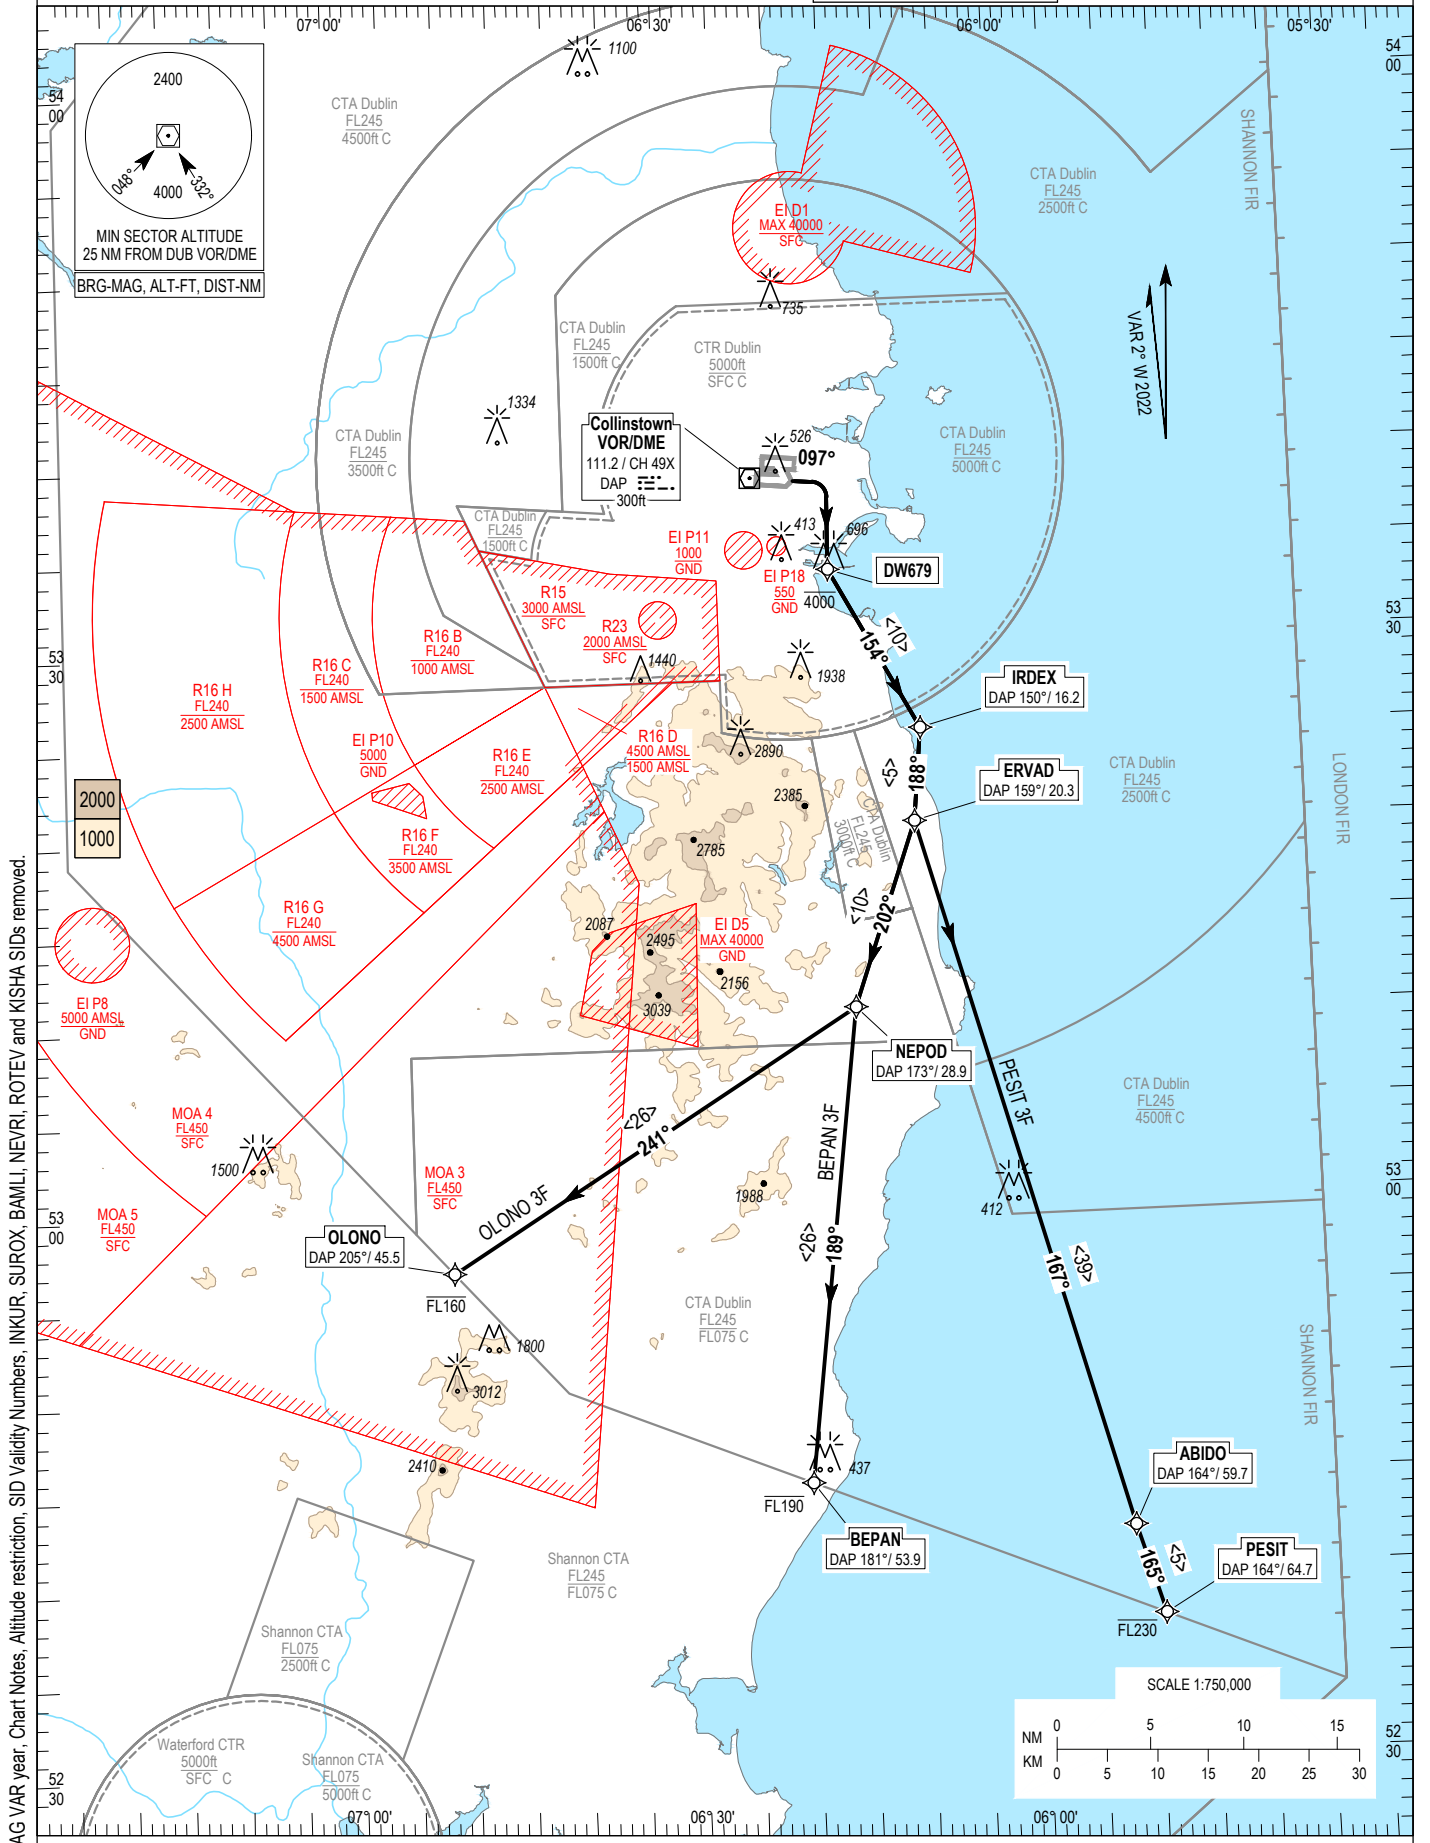 07°00'
06°30'
06°00'
05°30'
54
00
54
00
2400
048°
332°
4000
MIN SECTOR ALTITUDE
25 NM FROM DUB VOR/DME
BRG-MAG, ALT-FT, DIST-NM
1100
CTA Dublin
FL245
4500ft C
SHANNON FIR
CTA Dublin
FL245
2500ft C
EI D1
MAX 40000
SFC
735
CTA Dublin
FL245
1500ft C
CTR Dublin
5000ft
SFC C
VAR 2° W 2022
1334
CTA Dublin
FL245
3500ft C
Collinstown
VOR/DME
111.2 / CH 49X
DAP
300ft
526
097°
CTA Dublin
FL245
5000ft C
CTA Dublin
FL245
1500ft C
413
696
EI P11
1000
GND
EI P18
550
GND
4000
DW679
R15
3000 AMSL
SFC
R23
2000 AMSL
SFC
1440
1938
<10>
154°
53
30
53
30
R16 B
FL240
1000 AMSL
R16 C
FL240
1500 AMSL
R16 H
FL240
2500 AMSL
IRDEX
DAP 150°/ 16.2
EI P10
5000
GND
R16 E
FL240
2500 AMSL
R16 D
4500 AMSL
1500 AMSL
2890
<5>
188°
ERVAD
DAP 159°/ 20.3
CTA Dublin
FL245
2500ft C
LONDON FIR
2000
1000
2385
CTA Dublin
FL245
3000ft C
R16 F
FL240
3500 AMSL
2785
R16 G
FL240
4500 AMSL
2087
2495
EI D5
MAX 40000
GND
2156
3039
<10>
202°
EI P8
5000 AMSL
GND
NEPOD
DAP 173°/ 28.9
PESIT 3F
CTA Dublin
FL245
4500ft C
MOA 4
FL450
SFC
1500
<26>
241°
BEPAN 3F
MOA 3
FL450
SFC
1988
412
53
00
53
00
MOA 5
FL450
SFC
OLONO 3F
OLONO
DAP 205°/ 45.5
<26>
189°
<39>
167°
FL160
CTA Dublin
FL245
FL075 C
1800
3012
SHANNON FIR
2410
437
FL190
BEPAN
DAP 181°/ 53.9
ABIDO
DAP 164°/ 59.7
<5>
165°
PESIT
DAP 164°/ 64.7
FL230
Shannon CTA
FL245
FL075 C
Shannon CTA
FL075
2500ft C
SCALE 1:750,000
NM
0
5
10
15
KM
0
5
10
15
20
25
30
Waterford CTR
5000ft
SFC C
Shannon CTA
FL075
5000ft C
52
30
52
30
07°00'
06°30'
06°00'
AG VAR year, Chart Notes, Altitude restriction, SID Validity Numbers, INKUR, SUROX, BAMLI, NEVRI, ROTEV and KISHA SIDs removed.